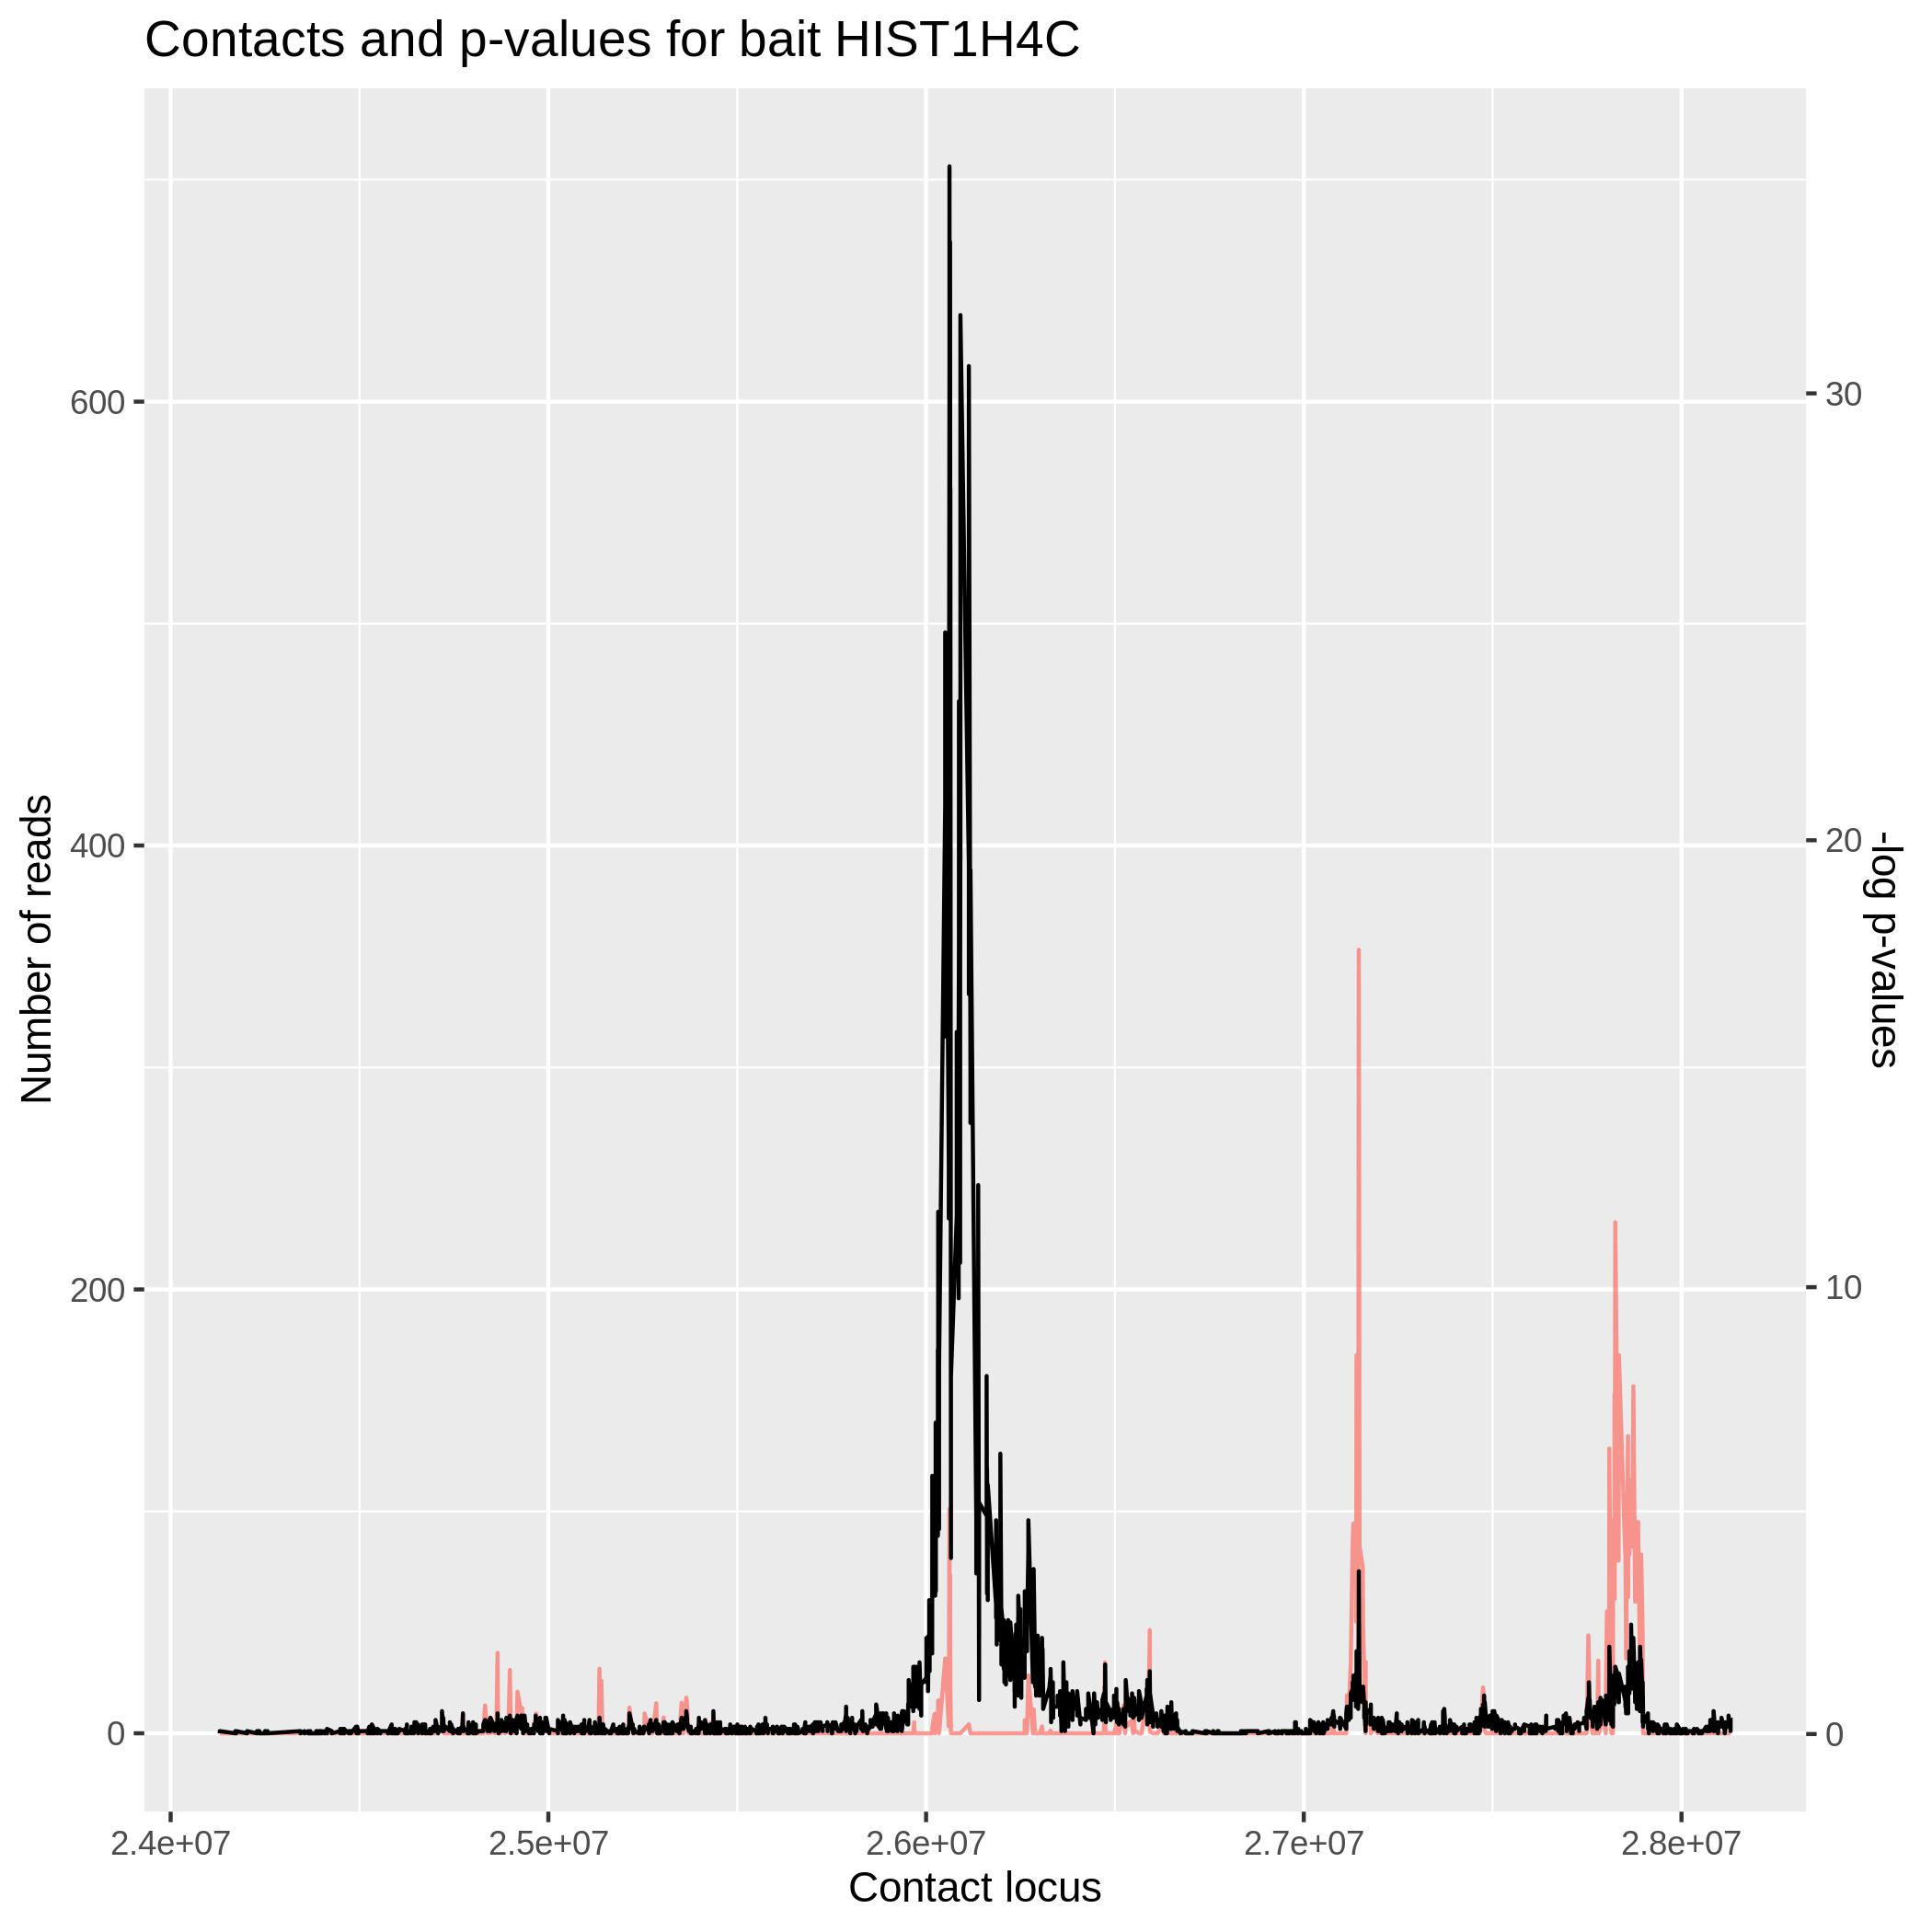 Contacts and p-values for bait HIST1H4C
600
400
200
0
Number of reads
30
20
10
0
-log p-values
2.4e+07 2.5e+07 2.6e+07 2.7e+07 2.8e+07
Contact locus